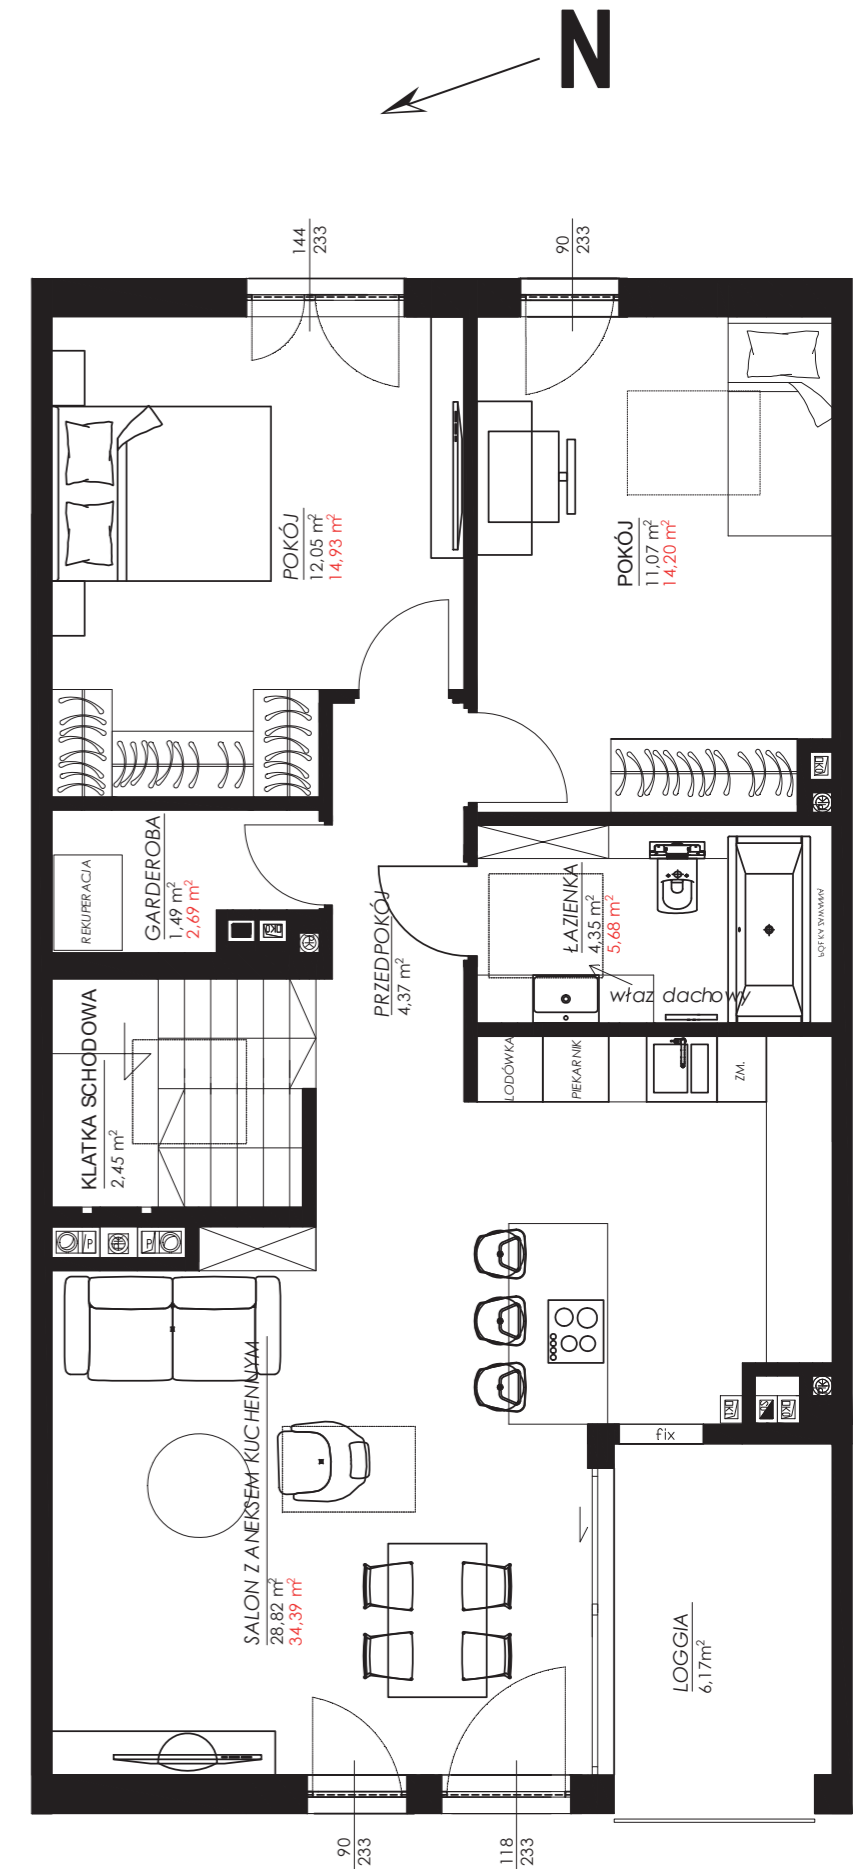 N
144
233
90
233
POKÓJ
12,05 m²
14,93 m²
POKÓJ
11,07 m²
14,20 m²
REKUPERACJA
GARDEROBA
1,49 m²
2,69 m²
PRZEDPOKÓJ
4,37 m²
ŁAZIENKA
4,35 m²
5,68 m²
właz dachowy
KLATKA SCHODOWA
2,45 m²
LODÓWKA
PIEKARNIK
ZM.
P
P
SALON Z ANEKSEM KUCHENNYM
28,82 m²
34,39 m²
fix
LOGGIA
6,17m²
90
233
118
233